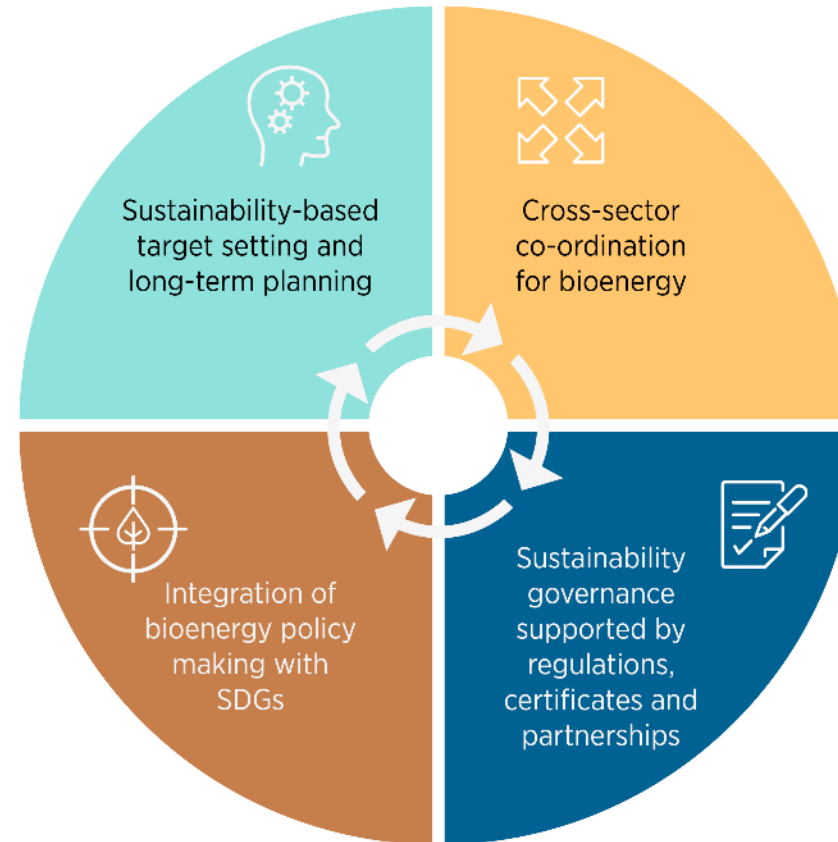 Sustainability-based
target setting and
long-term planning
Cross-sector
co-ordination
for bioenergy
Integration of
bioenergy policy
making with
SDGs
Sustainability
governance
supported by
regulations,
certificates and
partnerships